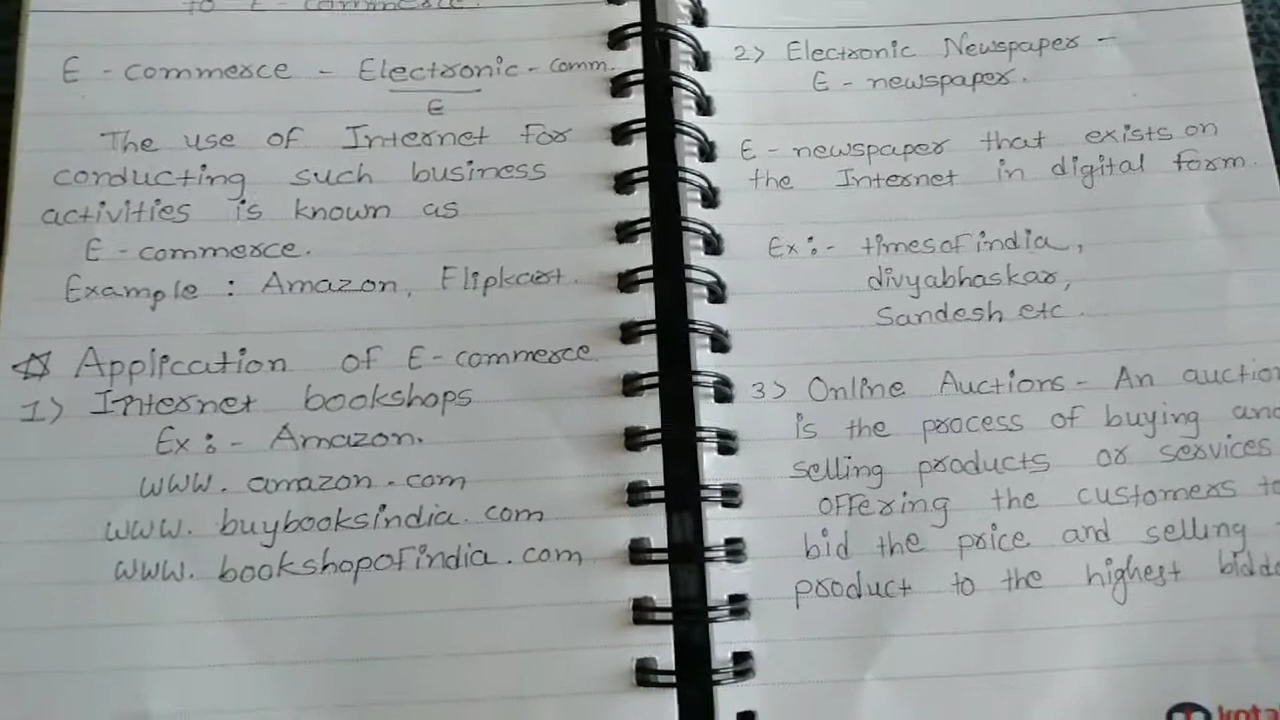 to E-commerce.
E - commerce - Electronic - comm.
E
The use of Internet for
conducting such business
activities is known as
E - commerce.
Example : Amazon, Flipkart.
☆ Application of E - commerce
1) Internet bookshops
Ex :- Amazon.
www. amazon . com
www. buybooksindia. com
www. bookshopofindia. com
2) Electronic Newspaper -
E - newspaper.
E - newspaper that exists on
the Internet in digital form.
Ex :- timesofindia,
divyabhaskar,
Sandesh etc.
3) Online Auctions - An auction
is the process of buying and
selling products or services
offering the customers to
bid the price and selling
product to the highest